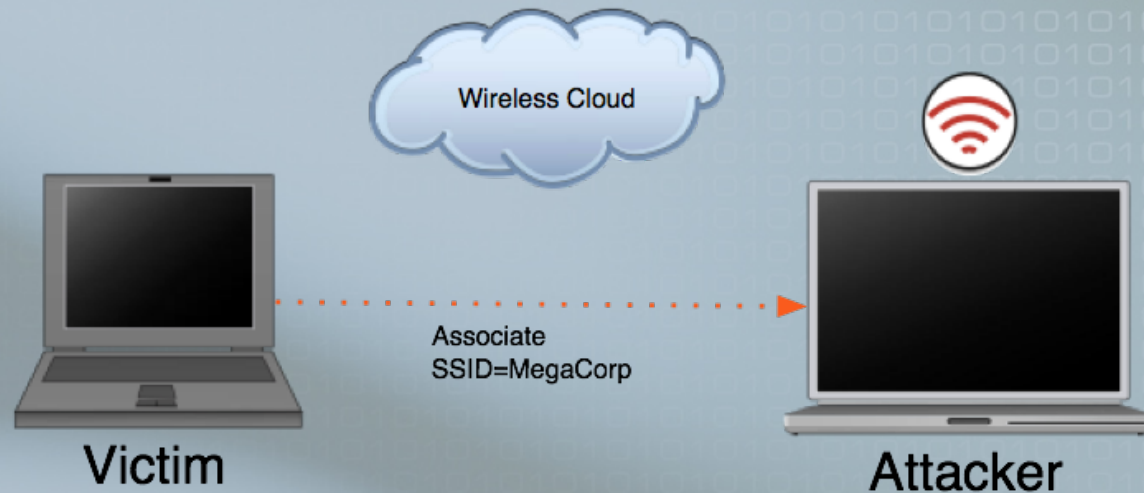 Wireless Cloud
Associate
SSID=MegaCorp
Victim
Attacker